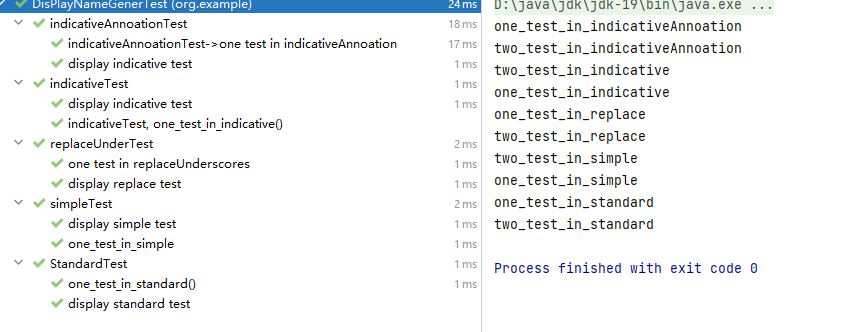 DisPlayNameGenerTest (org.example) 24 ms
indicativeAnnoationTest 18 ms
indicativeAnnoationTest->one test in indicativeAnnoation 17 ms
display indicative test 1 ms
indicativeTest 1 ms
display indicative test 1 ms
indicativeTest, one_test_in_indicative()
replaceUnderTest 2 ms
one test in replaceUnderscores 1 ms
display replace test 1 ms
simpleTest 2 ms
display simple test 1 ms
one_test_in_simple 1 ms
StandardTest 1 ms
one_test_in_standard() 1 ms
display standard test
D:\java\jdk\jdk-19\bin\java.exe ...
one_test_in_indicativeAnnoation
two_test_in_indicativeAnnoation
two_test_in_indicative
one_test_in_indicative
one_test_in_replace
two_test_in_replace
two_test_in_simple
one_test_in_simple
one_test_in_standard
two_test_in_standard
Process finished with exit code 0